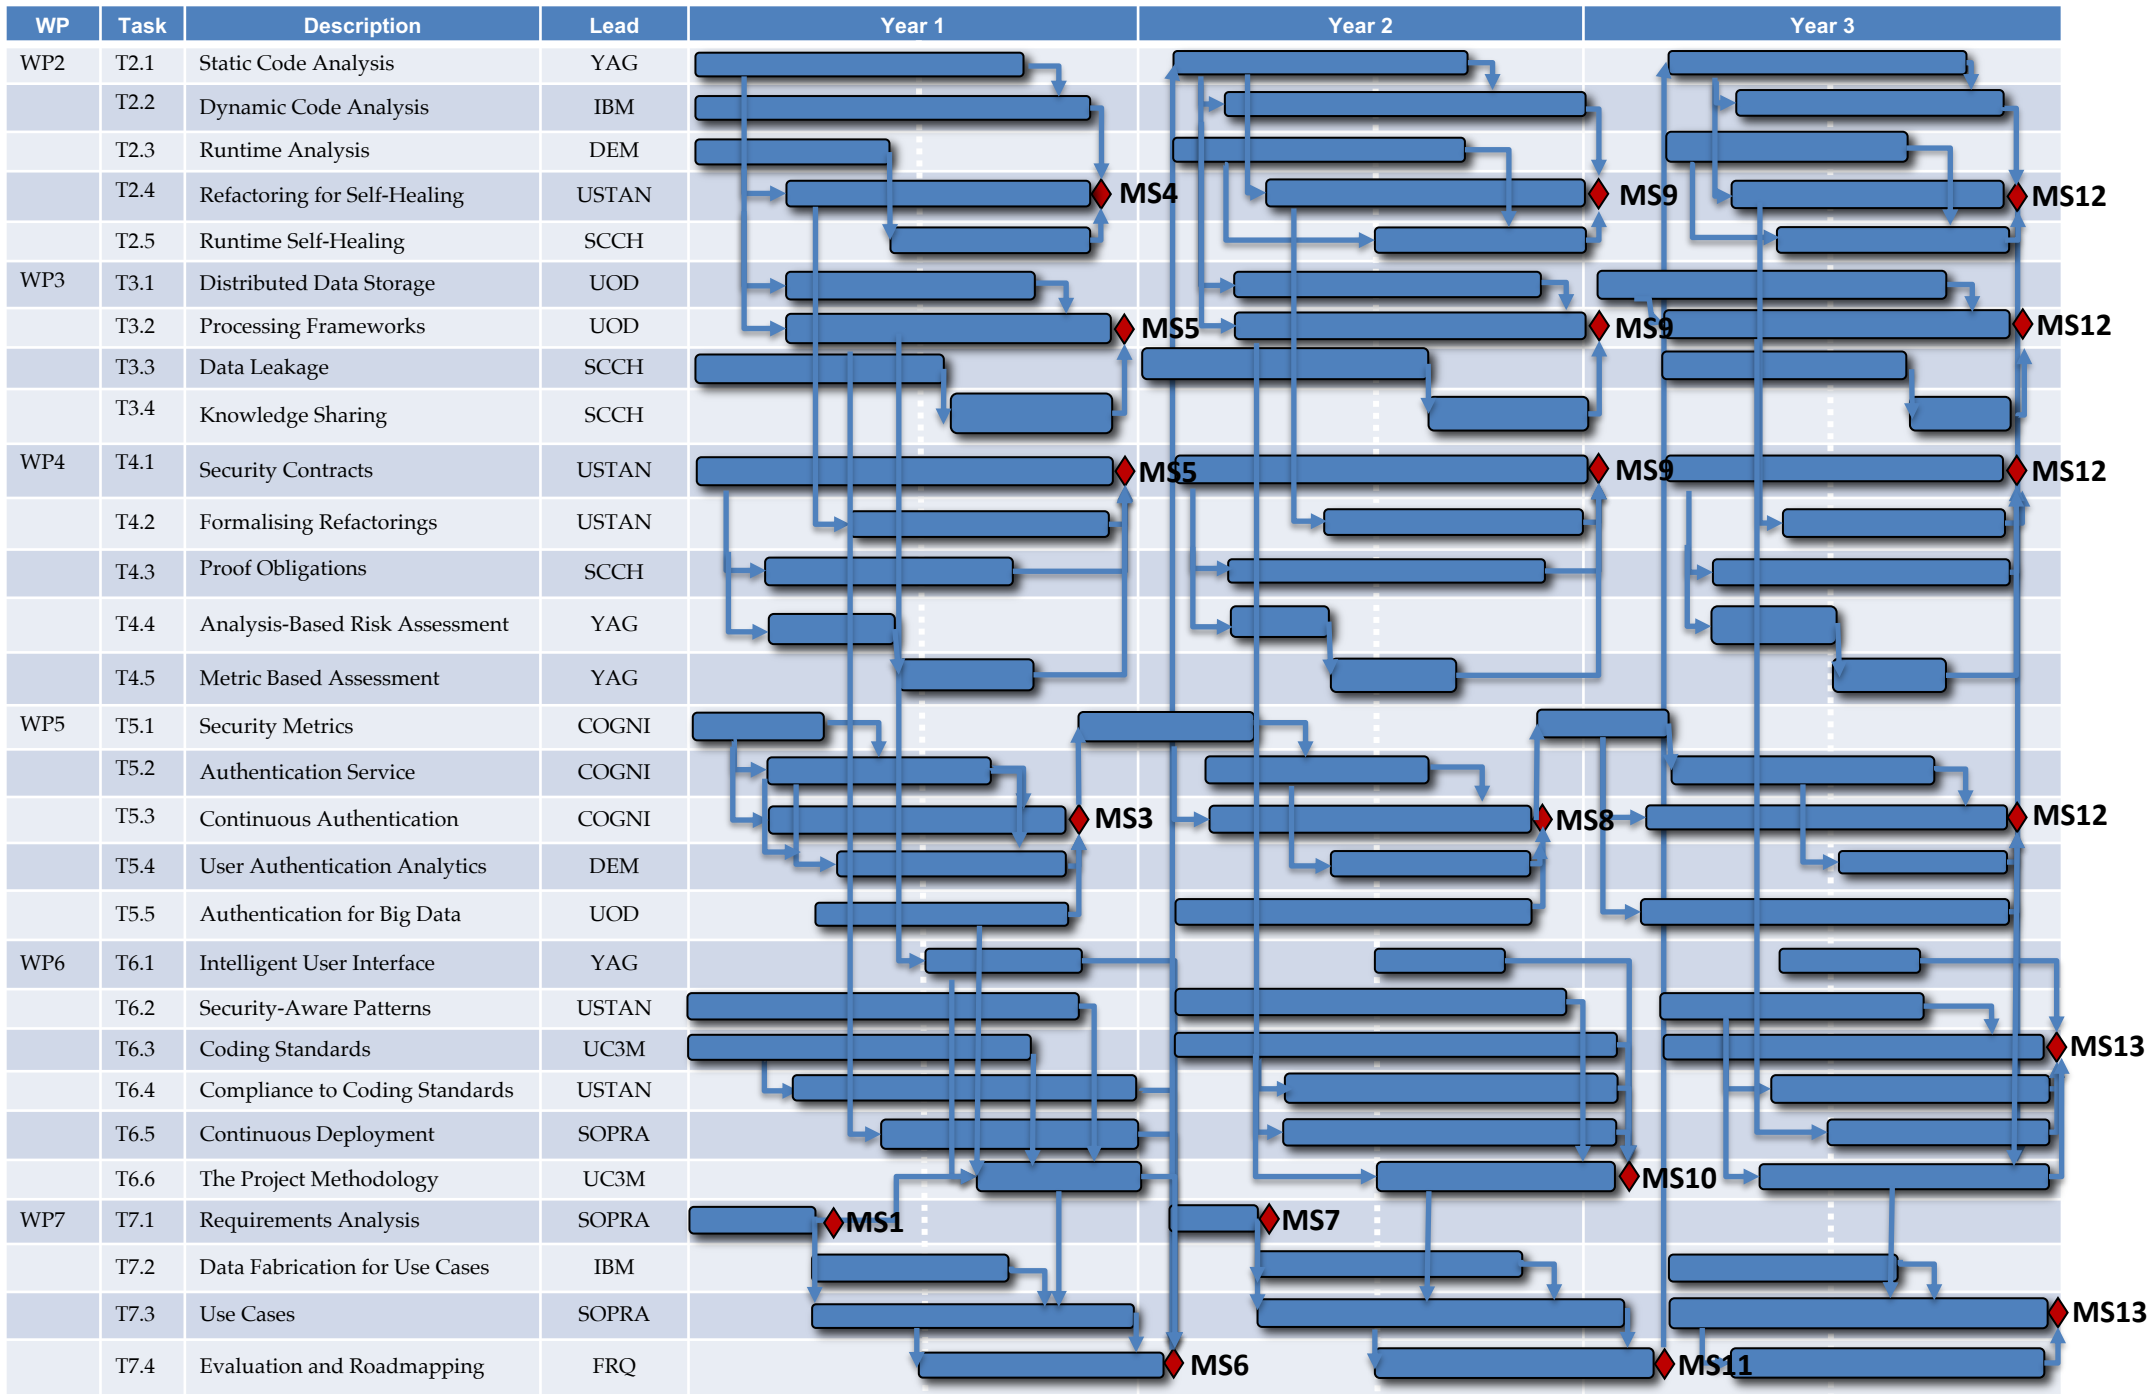 WP Task Description Lead Year 1 Year 2 Year 3
WP2 T2.1 Static Code Analysis YAG
T2.2 Dynamic Code Analysis IBM
T2.3 Runtime Analysis DEM
T2.4 Refactoring for Self-Healing USTAN MS4 MS9 MS12
T2.5 Runtime Self-Healing SCCH
WP3 T3.1 Distributed Data Storage UOD
T3.2 Processing Frameworks UOD MS5 MS9 MS12
T3.3 Data Leakage SCCH
T3.4 Knowledge Sharing SCCH
WP4 T4.1 Security Contracts USTAN MS5 MS9 MS12
T4.2 Formalising Refactorings USTAN
T4.3 Proof Obligations SCCH
T4.4 Analysis-Based Risk Assessment YAG
T4.5 Metric Based Assessment YAG
WP5 T5.1 Security Metrics COGNI
T5.2 Authentication Service COGNI
T5.3 Continuous Authentication COGNI MS3 MS8 MS12
T5.4 User Authentication Analytics DEM
T5.5 Authentication for Big Data UOD
WP6 T6.1 Intelligent User Interface YAG
T6.2 Security-Aware Patterns USTAN
T6.3 Coding Standards UC3M MS13
T6.4 Compliance to Coding Standards USTAN
T6.5 Continuous Deployment SOPRA
T6.6 The Project Methodology UC3M MS10
WP7 T7.1 Requirements Analysis SOPRA MS1 MS7
T7.2 Data Fabrication for Use Cases IBM
T7.3 Use Cases SOPRA MS13
T7.4 Evaluation and Roadmapping FRQ MS6 MS11